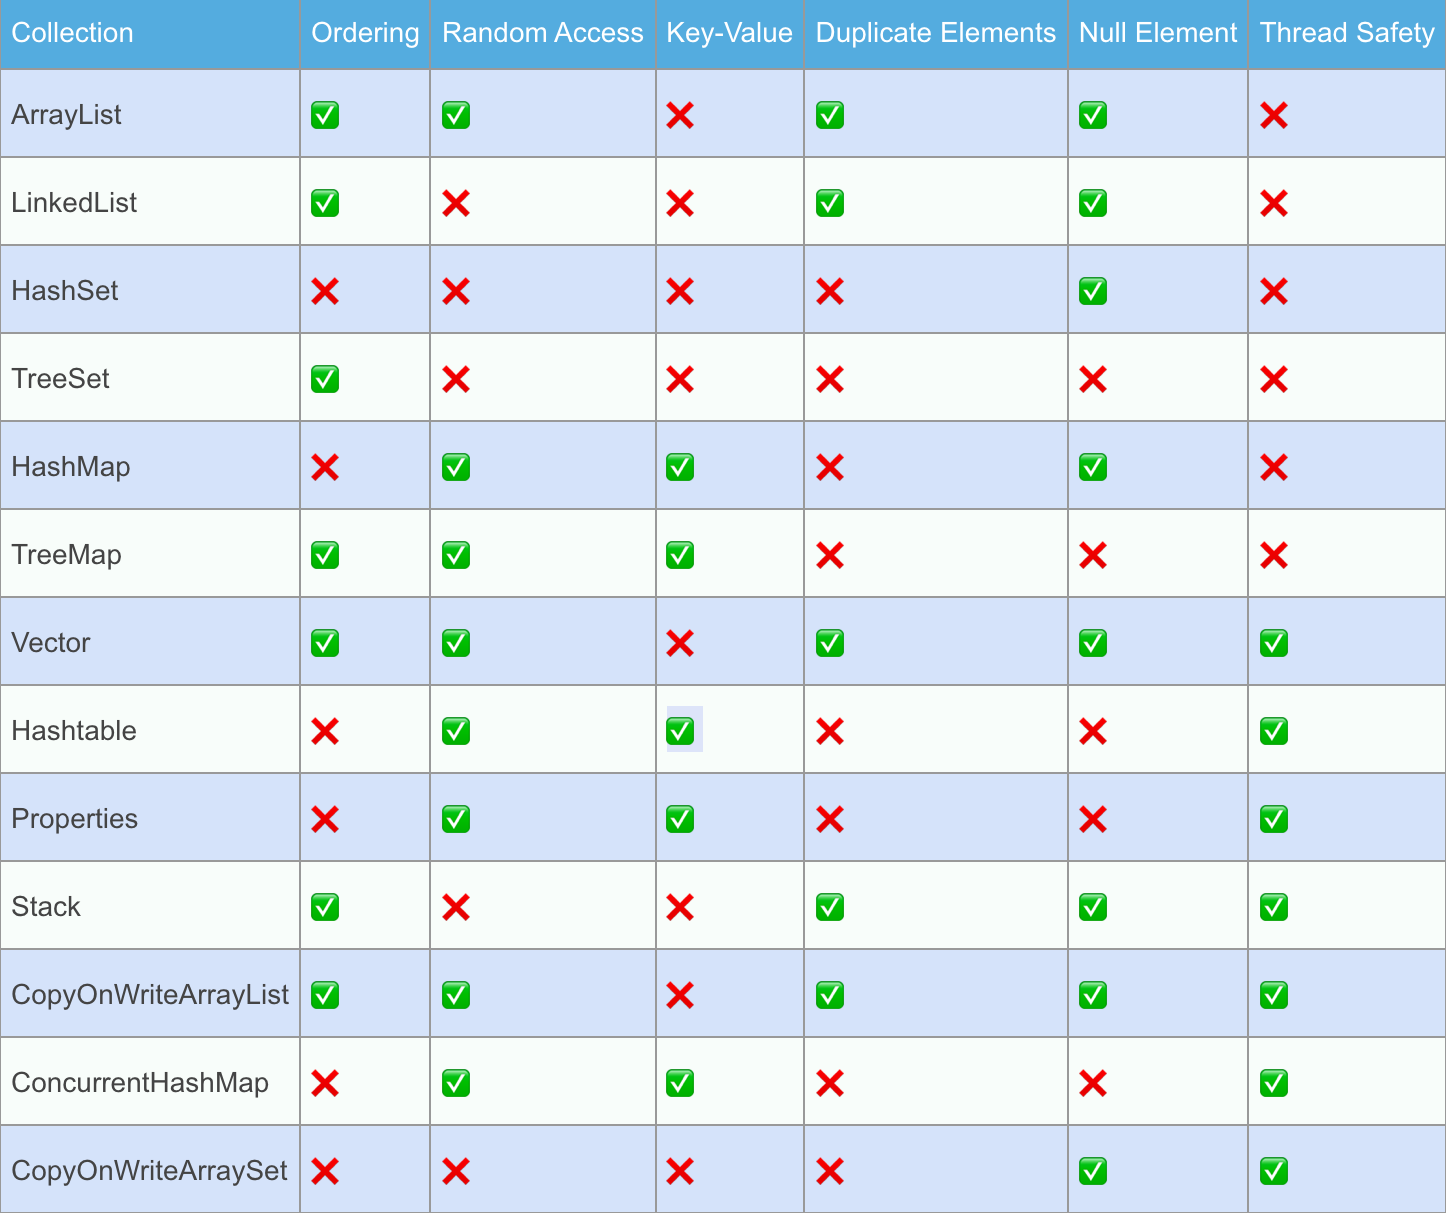 Collection Ordering Random Access Key-Value Duplicate Elements Null Element Thread Safety
ArrayList ✅ ✅ ❌ ✅ ✅ ❌
LinkedList ✅ ❌ ❌ ✅ ✅ ❌
HashSet ❌ ❌ ❌ ❌ ✅ ❌
TreeSet ✅ ❌ ❌ ❌ ❌ ❌
HashMap ❌ ✅ ✅ ❌ ✅ ❌
TreeMap ✅ ✅ ✅ ❌ ❌ ❌
Vector ✅ ✅ ❌ ✅ ✅ ✅
Hashtable ❌ ✅ ✅ ❌ ❌ ✅
Properties ❌ ✅ ✅ ❌ ❌ ✅
Stack ✅ ❌ ❌ ✅ ✅ ✅
CopyOnWriteArrayList ✅ ✅ ❌ ✅ ✅ ✅
ConcurrentHashMap ❌ ✅ ✅ ❌ ❌ ✅
CopyOnWriteArraySet ❌ ❌ ❌ ❌ ✅ ✅